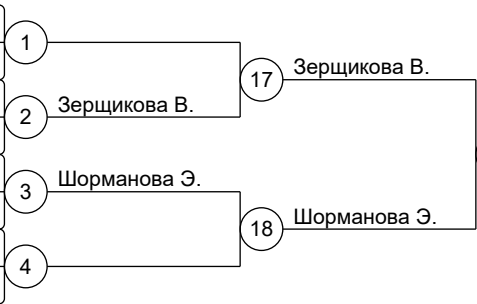 1
17 Зерщикова В.
2 Зерщикова В.
3 Шорманова Э.
18 Шорманова Э.
4